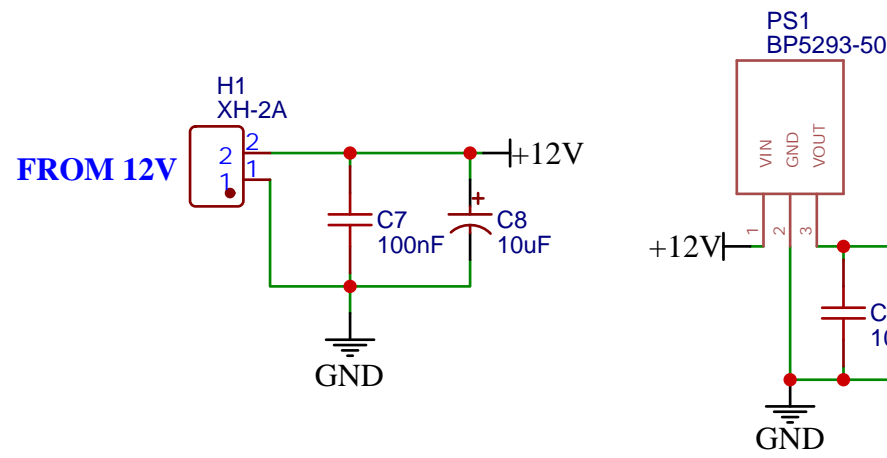 PS1
BP5293-50
H1
XH-2A
FROM 12V
2
1
2
1
+12V
C7
100nF
C8
10uF
GND
VIN
GND
VOUT
1
2
3
+12V
GND